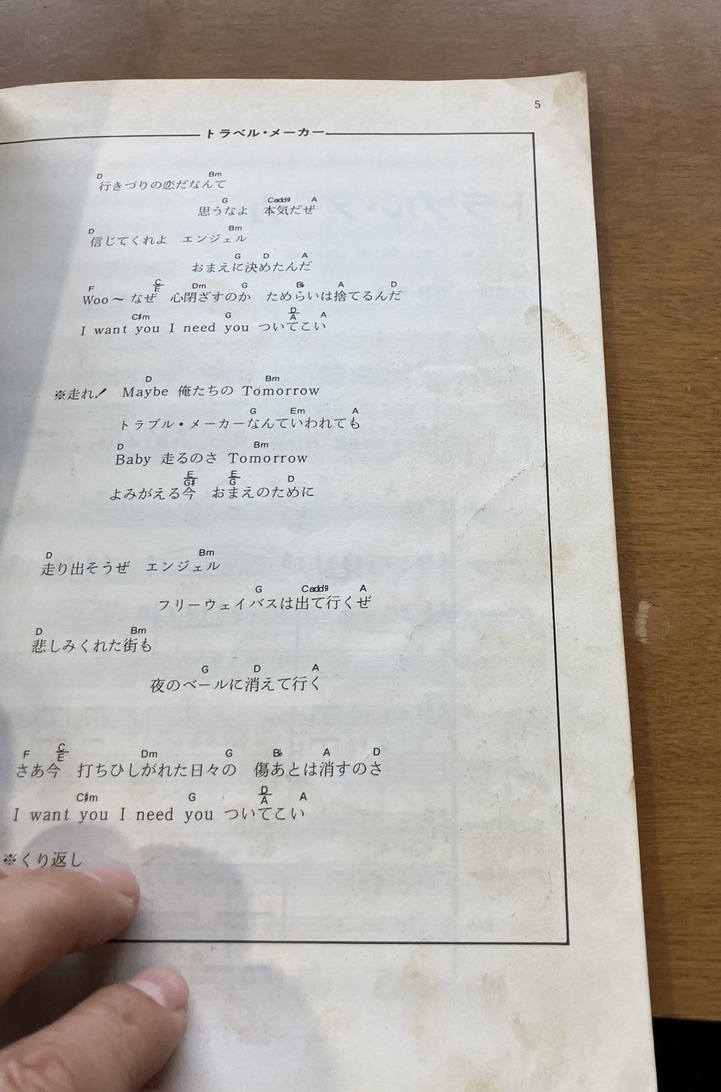 5
トラベル・メーカー
D Bm
行きづりの恋だなんて
G Cadd9 A
思うなよ 本気だぜ
D Bm
信じてくれよ エンジェル
G D A
おまえに決めたんだ
F C/E Dm G B♭ A D
Woo〜 なぜ 心閉ざすのか ためらいは捨てるんだ
C♯m G D/A A
I want you I need you ついてこい
D Bm
※走れ! Maybe 俺たちの Tomorrow
G Em A
トラブル・メーカーなんていわれても
D Bm
Baby 走るのさ Tomorrow
E/G♯ E/G D
よみがえる今 おまえのために
D Bm
走り出そうぜ エンジェル
G Cadd9 A
フリーウェイバスは出て行くぜ
D Bm
悲しみくれた街も
G D A
夜のベールに消えて行く
F C/E Dm G B♭ A D
さあ今 打ちひしがれた日々の 傷あとは消すのさ
C♯m G D/A A
I want you I need you ついてこい
※くり返し